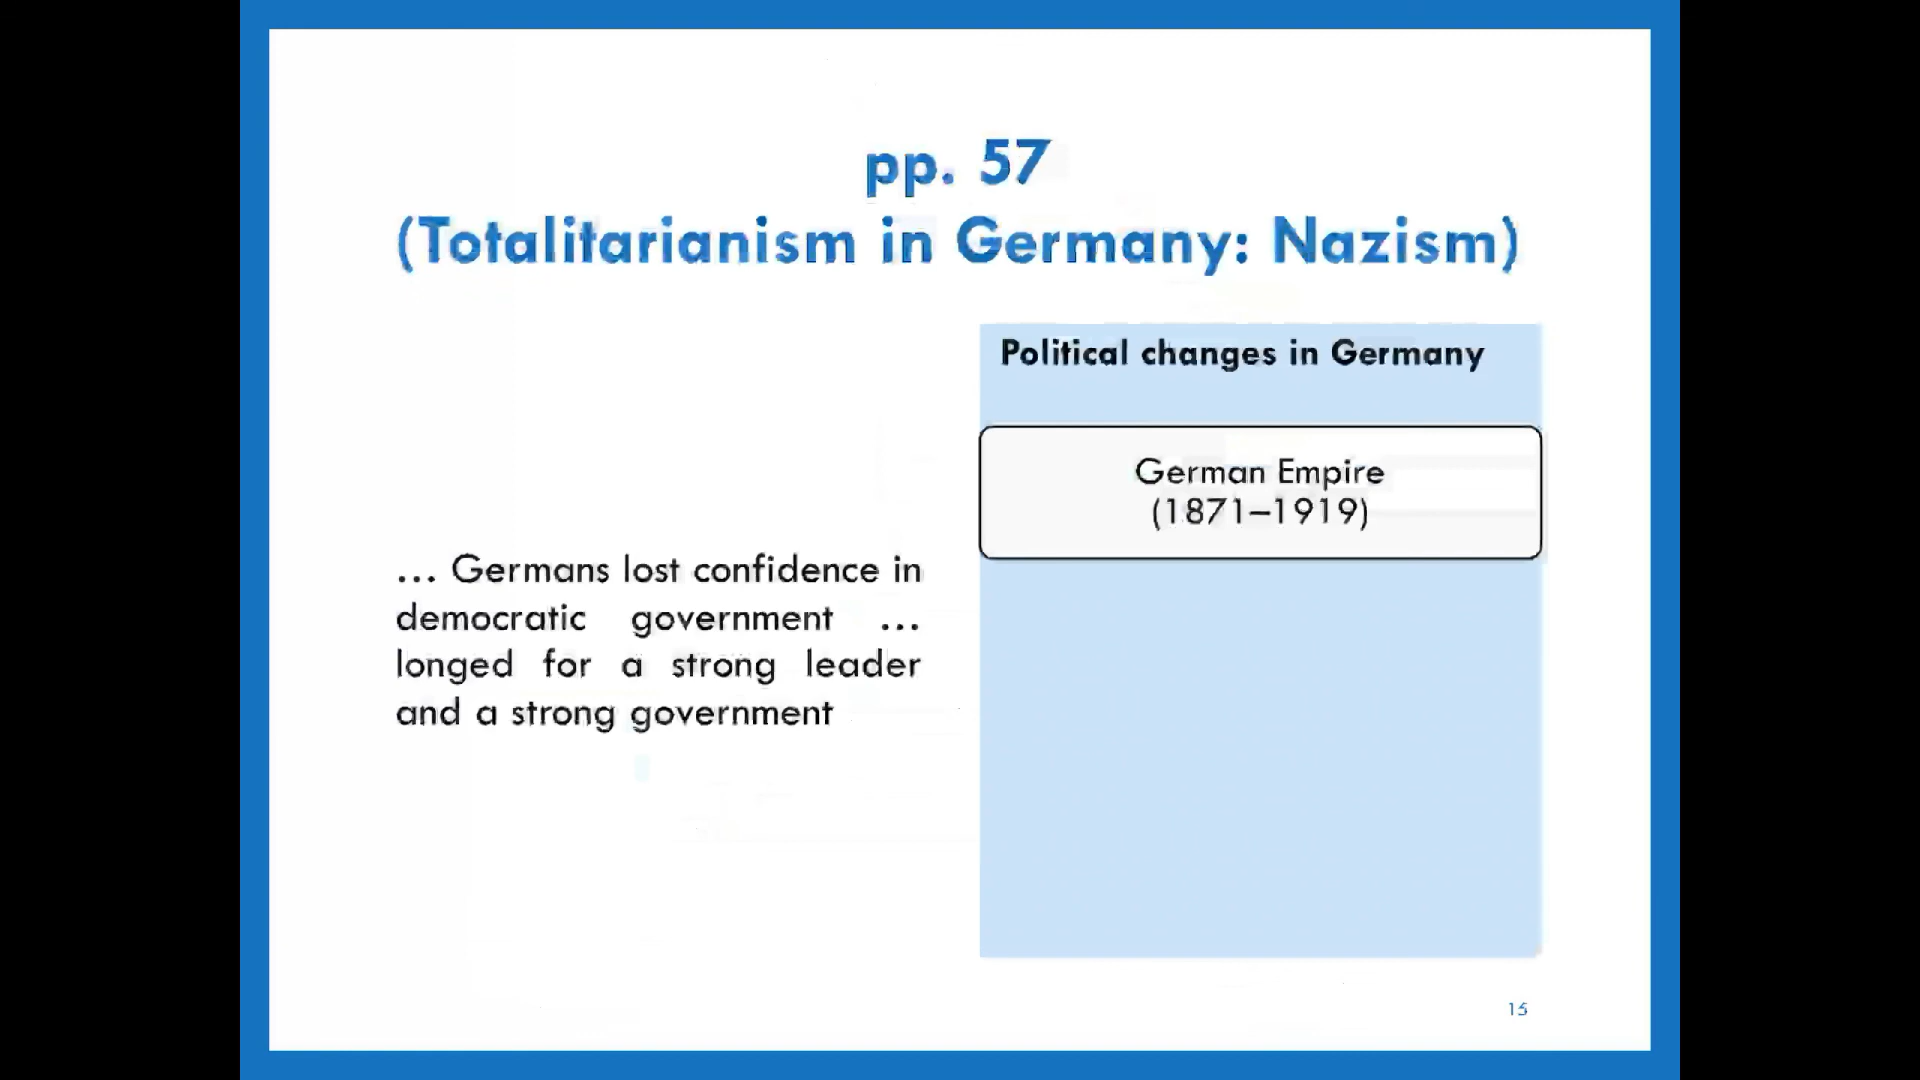 pp. 57
(Totalitarianism in Germany: Nazism)
… Germans lost confidence in
democratic government …
longed for a strong leader
and a strong government
Political changes in Germany
German Empire
(1871–1919)
15